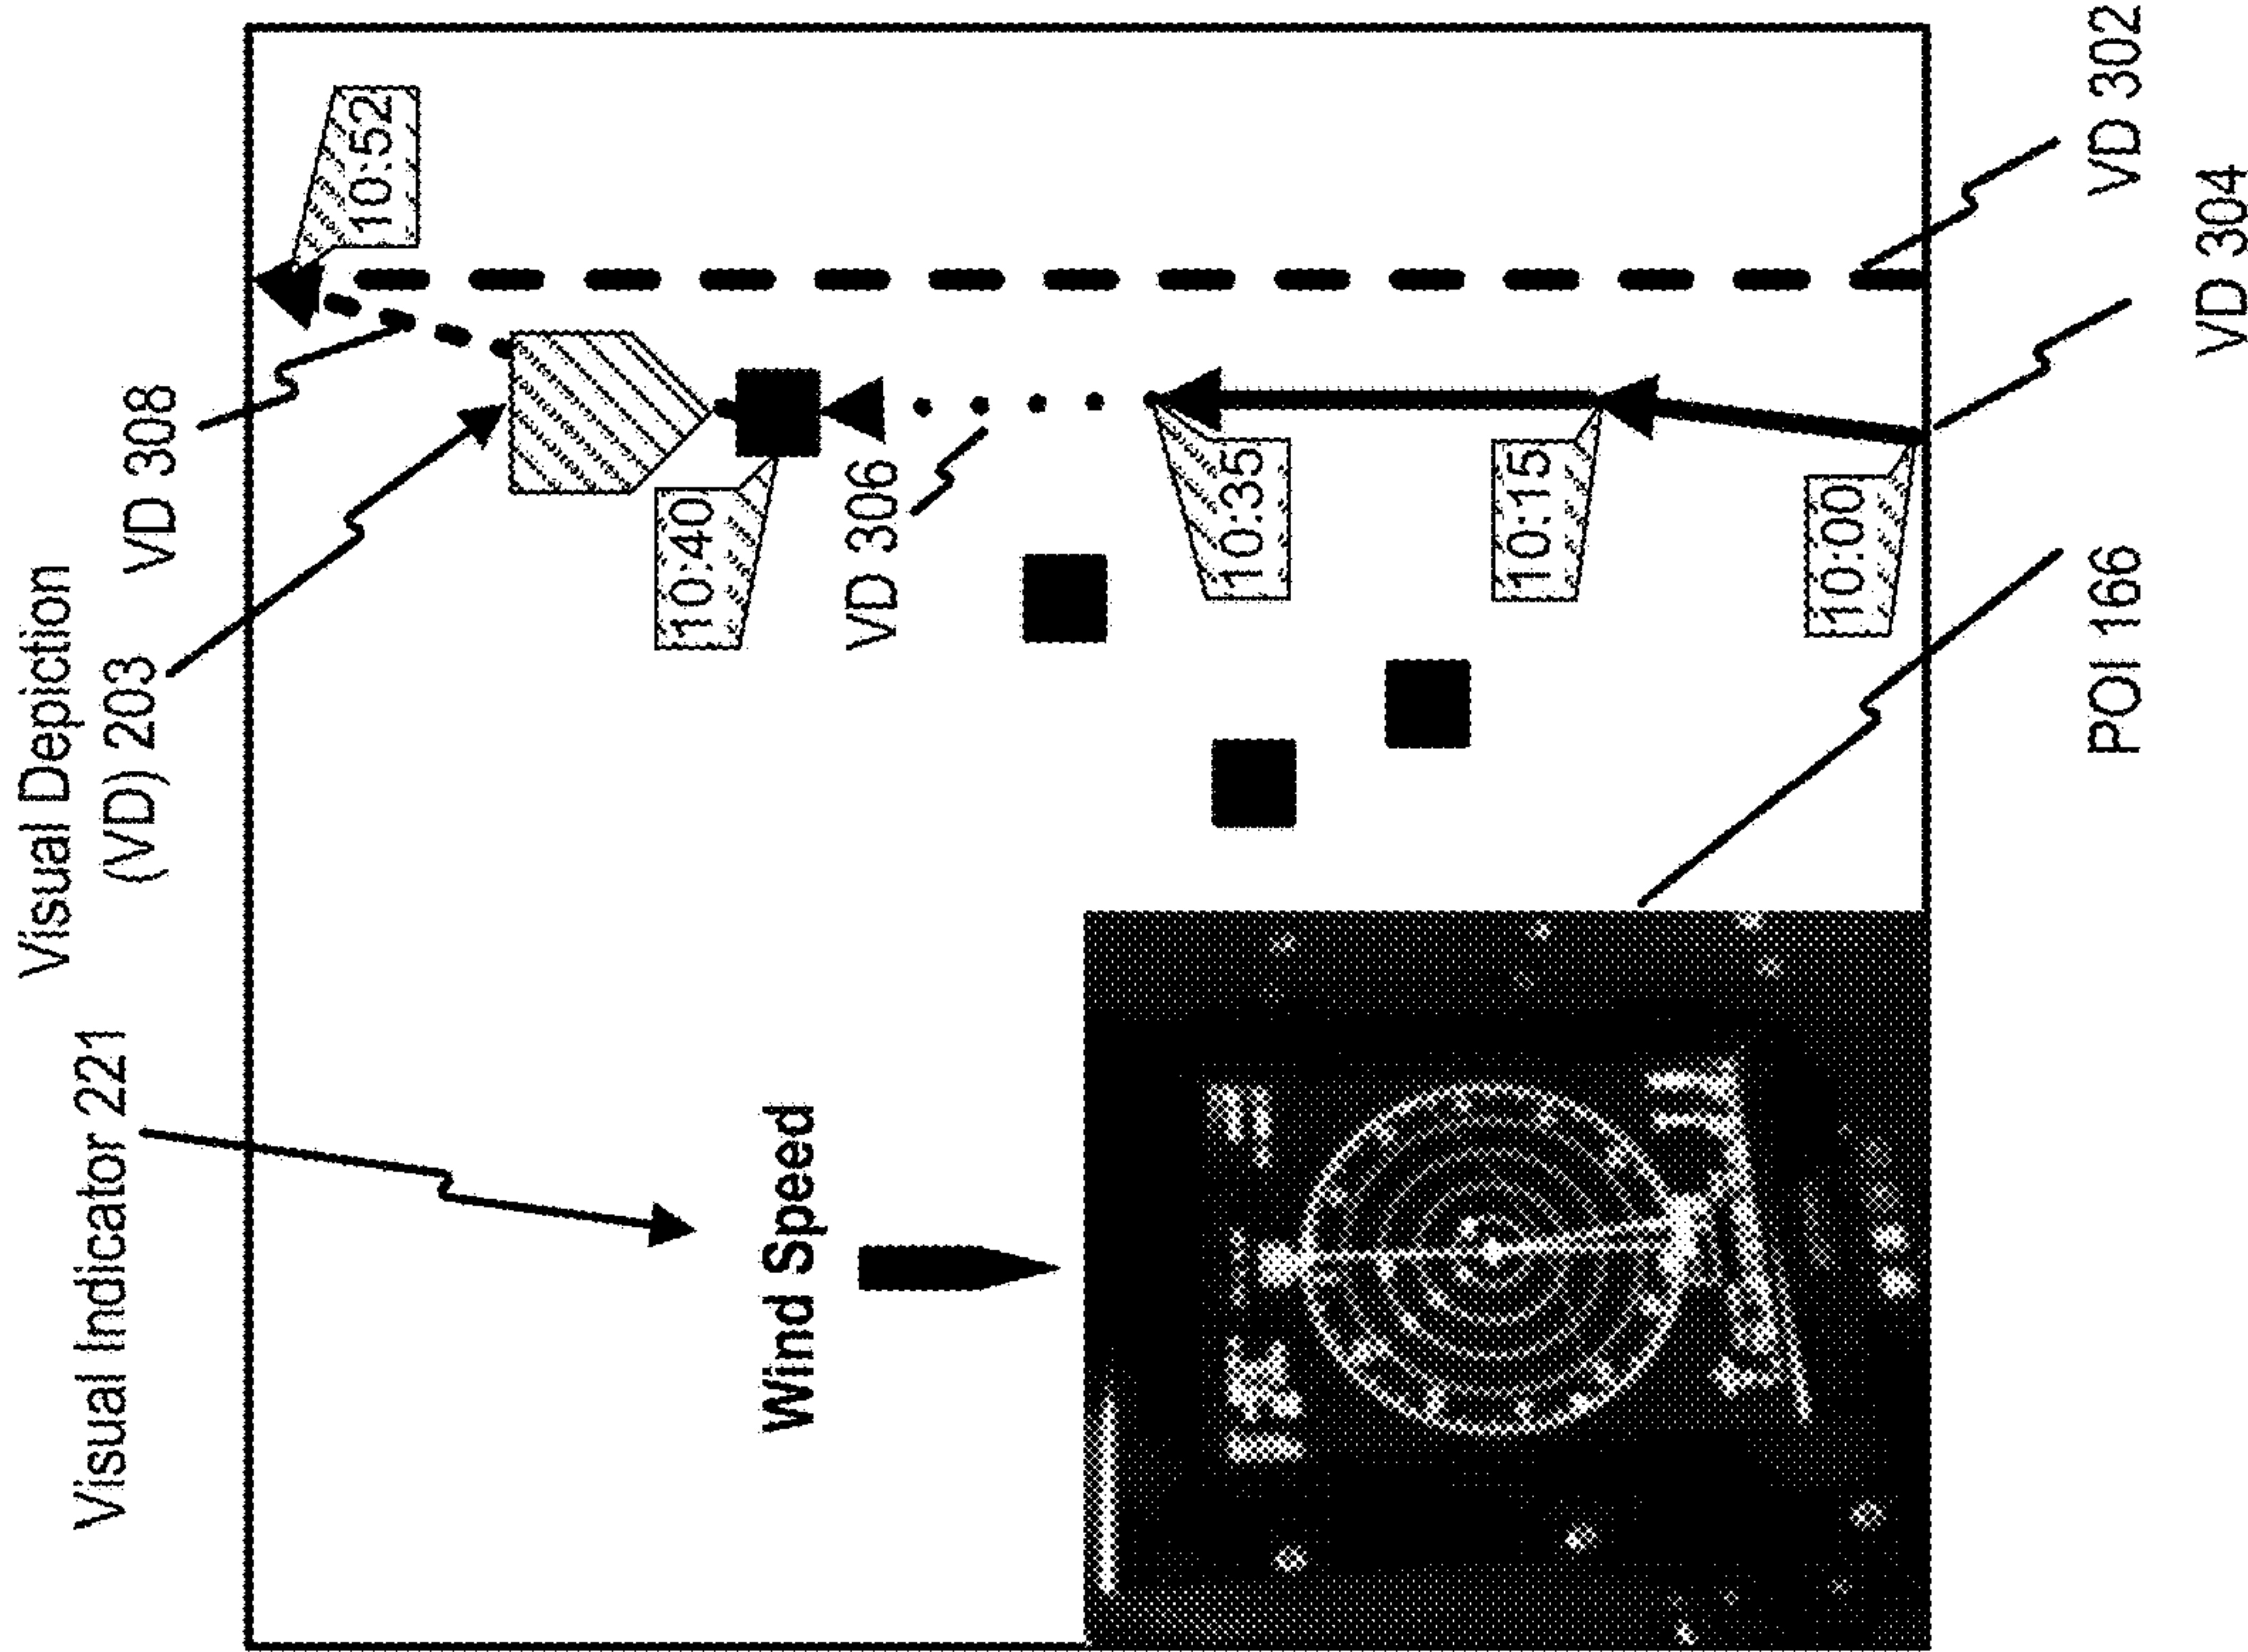 Visual Indicator 221
Visual Depiction
(VD) 203
VD 308
Wind Speed
10:40
10:52
VD 306
10:35
10:15
10:00
POI 166
VD 302
VD 304